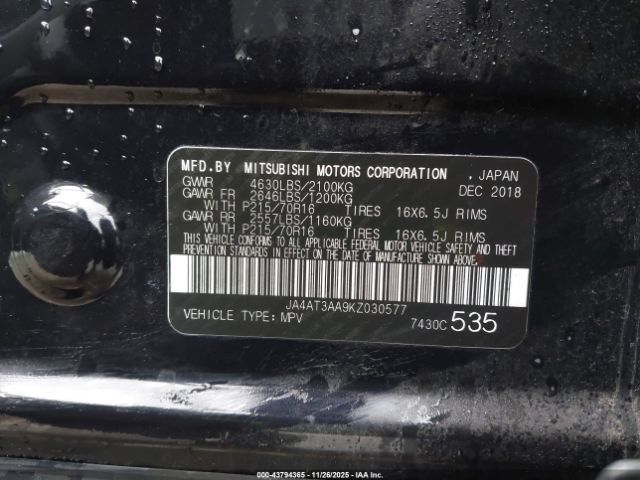 MFD.BY MITSUBISHI MOTORS CORPORATION , JAPAN
GVWR 4630LBS/2100KG DEC 2018
GAWR FR 2646LBS/1200KG
WITH P215/70R16 TIRES 16X6.5J RIMS
GAWR RR 2557LBS/1160KG
WITH P215/70R16 TIRES 16X6.5J RIMS
THIS VEHICLE CONFORMS TO ALL APPLICABLE FEDERAL MOTOR VEHICLE SAFETY AND THEFT
PREVENTION STANDARDS IN EFFECT ON THE DATE OF MANUFACTURE SHOWN ABOVE.
JA4AT3AA9KZ030577
VEHICLE TYPE: MPV 7430C 535
000-43794365 - 11/26/2025 - IAA Inc.